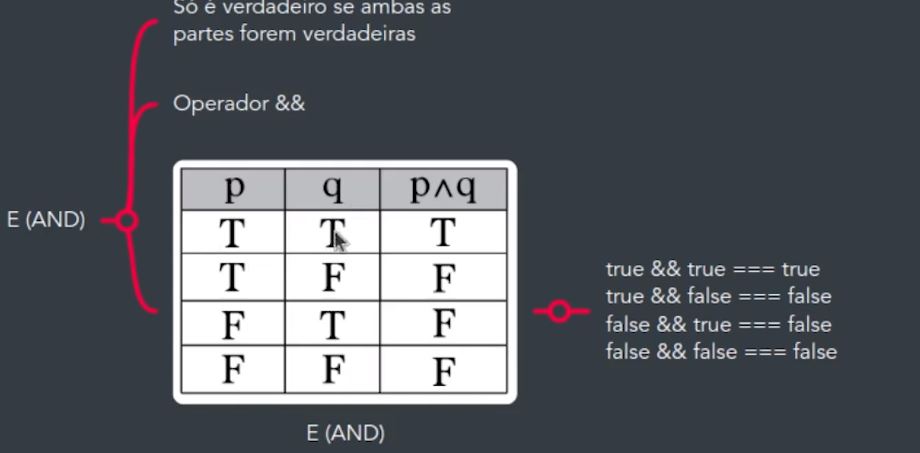 Só é verdadeiro se ambas as
partes forem verdadeiras
Operador &&
E (AND)
p q p∧q
T T T
T F F
F T F
F F F
true && true === true
true && false === false
false && true === false
false && false === false
E (AND)